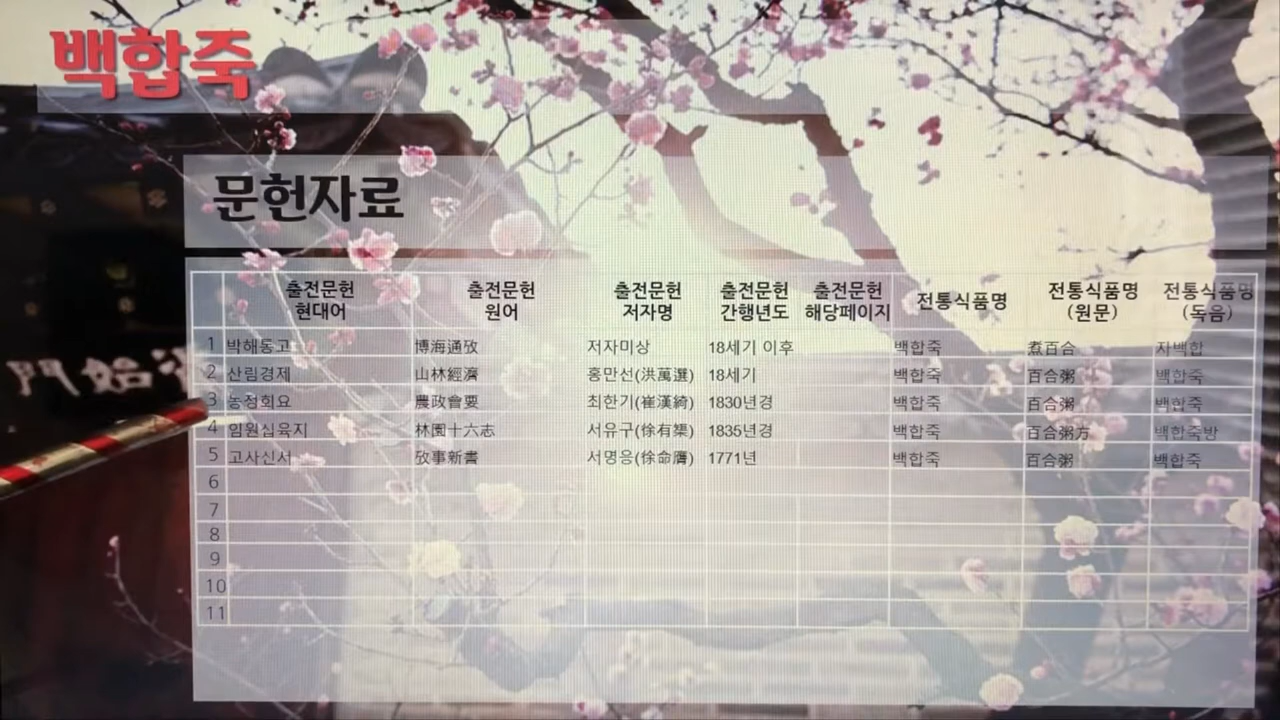 백합죽
문헌자료
출전문헌 현대어 출전문헌 원어 출전문헌 저자명 출전문헌 간행년도 출전문헌 해당페이지 전통식품명 전통식품명 (원문) 전통식품명 (독음)
1 박해통고 博海通攷 저자미상 18세기 이후 백합죽 煮百合 자백합
2 산림경제 山林經濟 홍만선(洪萬選) 18세기 백합죽 百合粥 백합죽
3 농정회요 農政會要 최한기(崔漢綺) 1830년경 백합죽 百合粥 백합죽
4 임원십육지 林園十六志 서유구(徐有榘) 1835년경 백합죽 百合粥方 백합죽방
5 고사신서 攷事新書 서명응(徐命膺) 1771년 백합죽 百合粥 백합죽
6
7
8
9
10
11